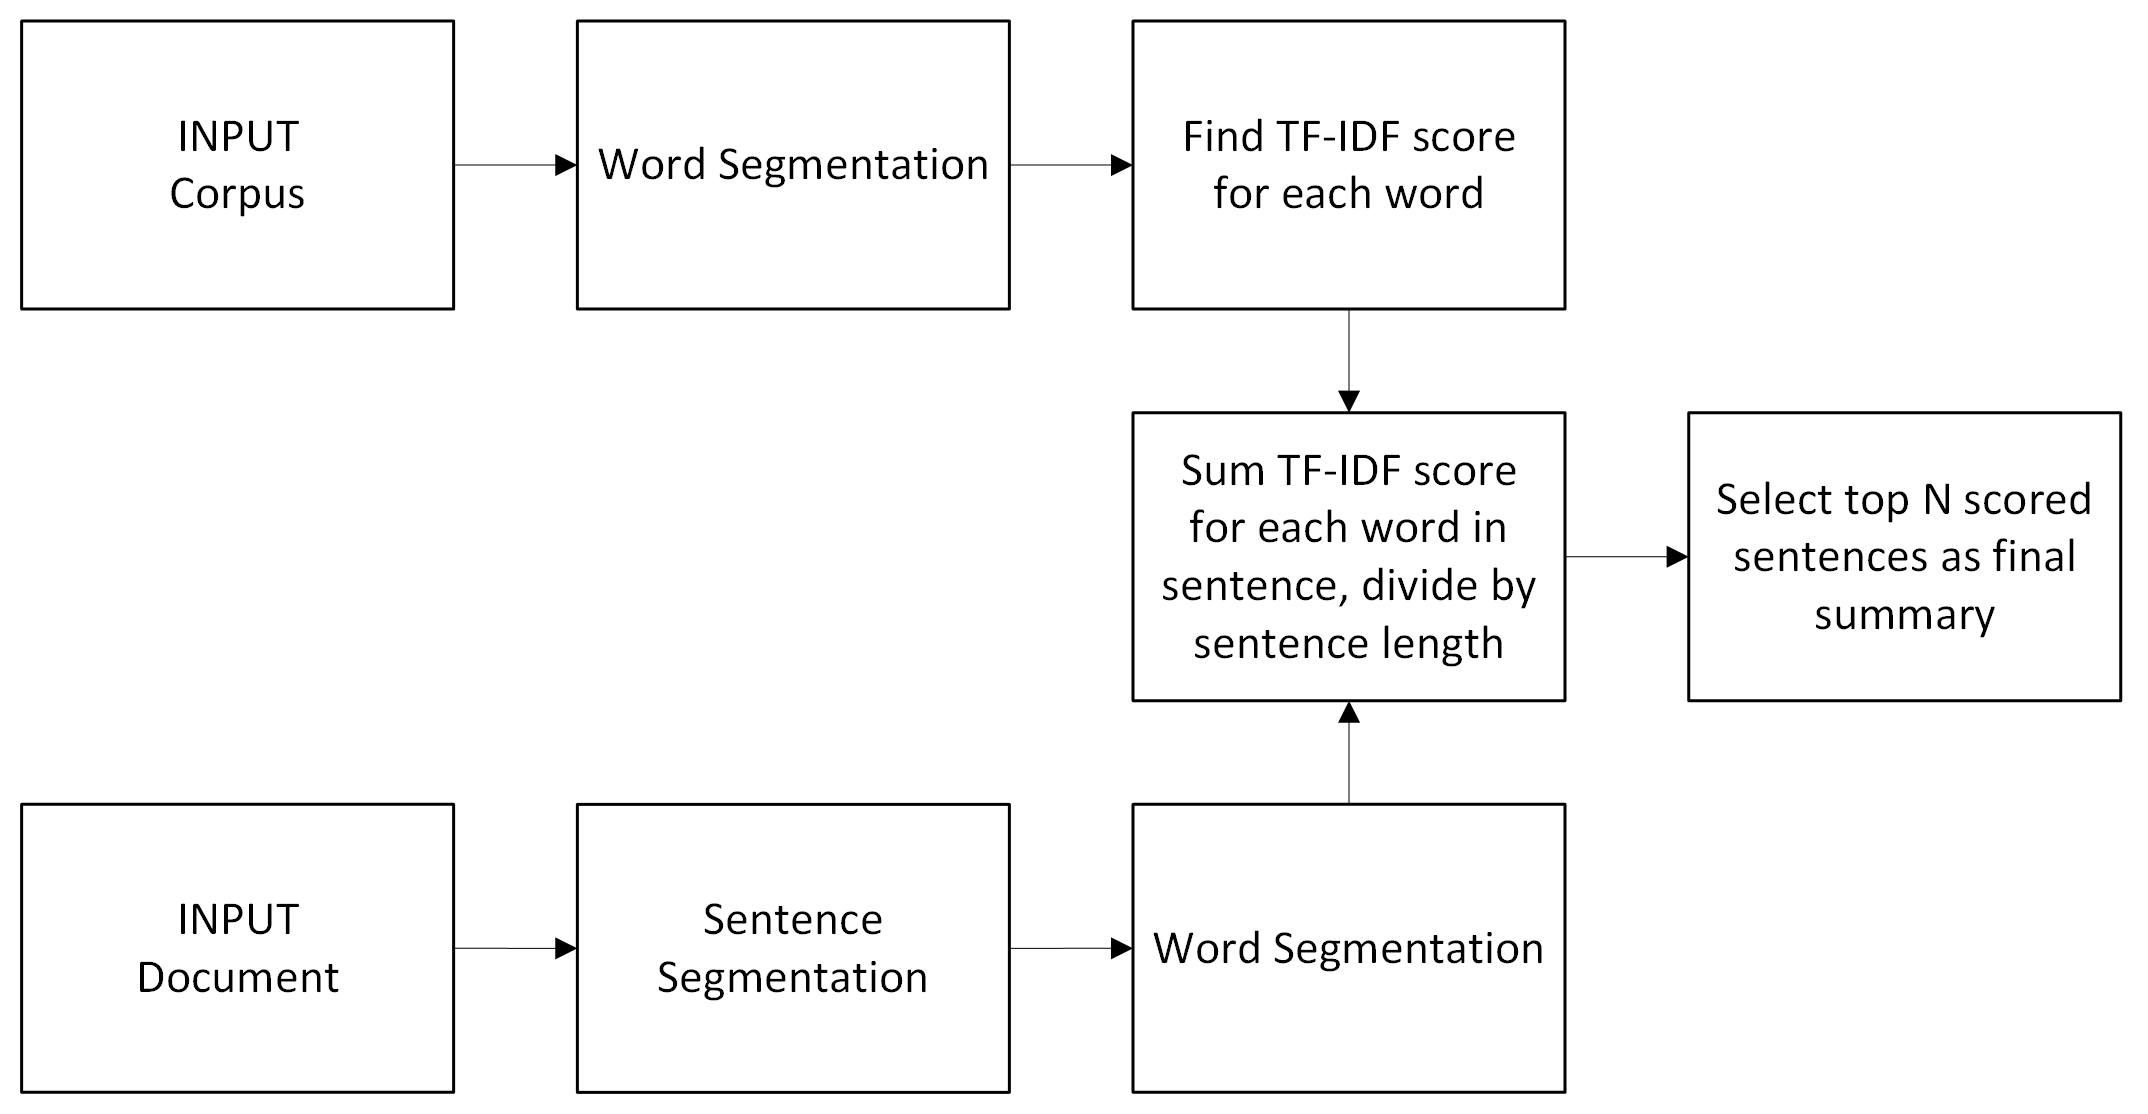 INPUT
Corpus
Word Segmentation
Find TF-IDF score
for each word
Sum TF-IDF score
for each word in
sentence, divide by
sentence length
Select top N scored
sentences as final
summary
INPUT
Document
Sentence
Segmentation
Word Segmentation